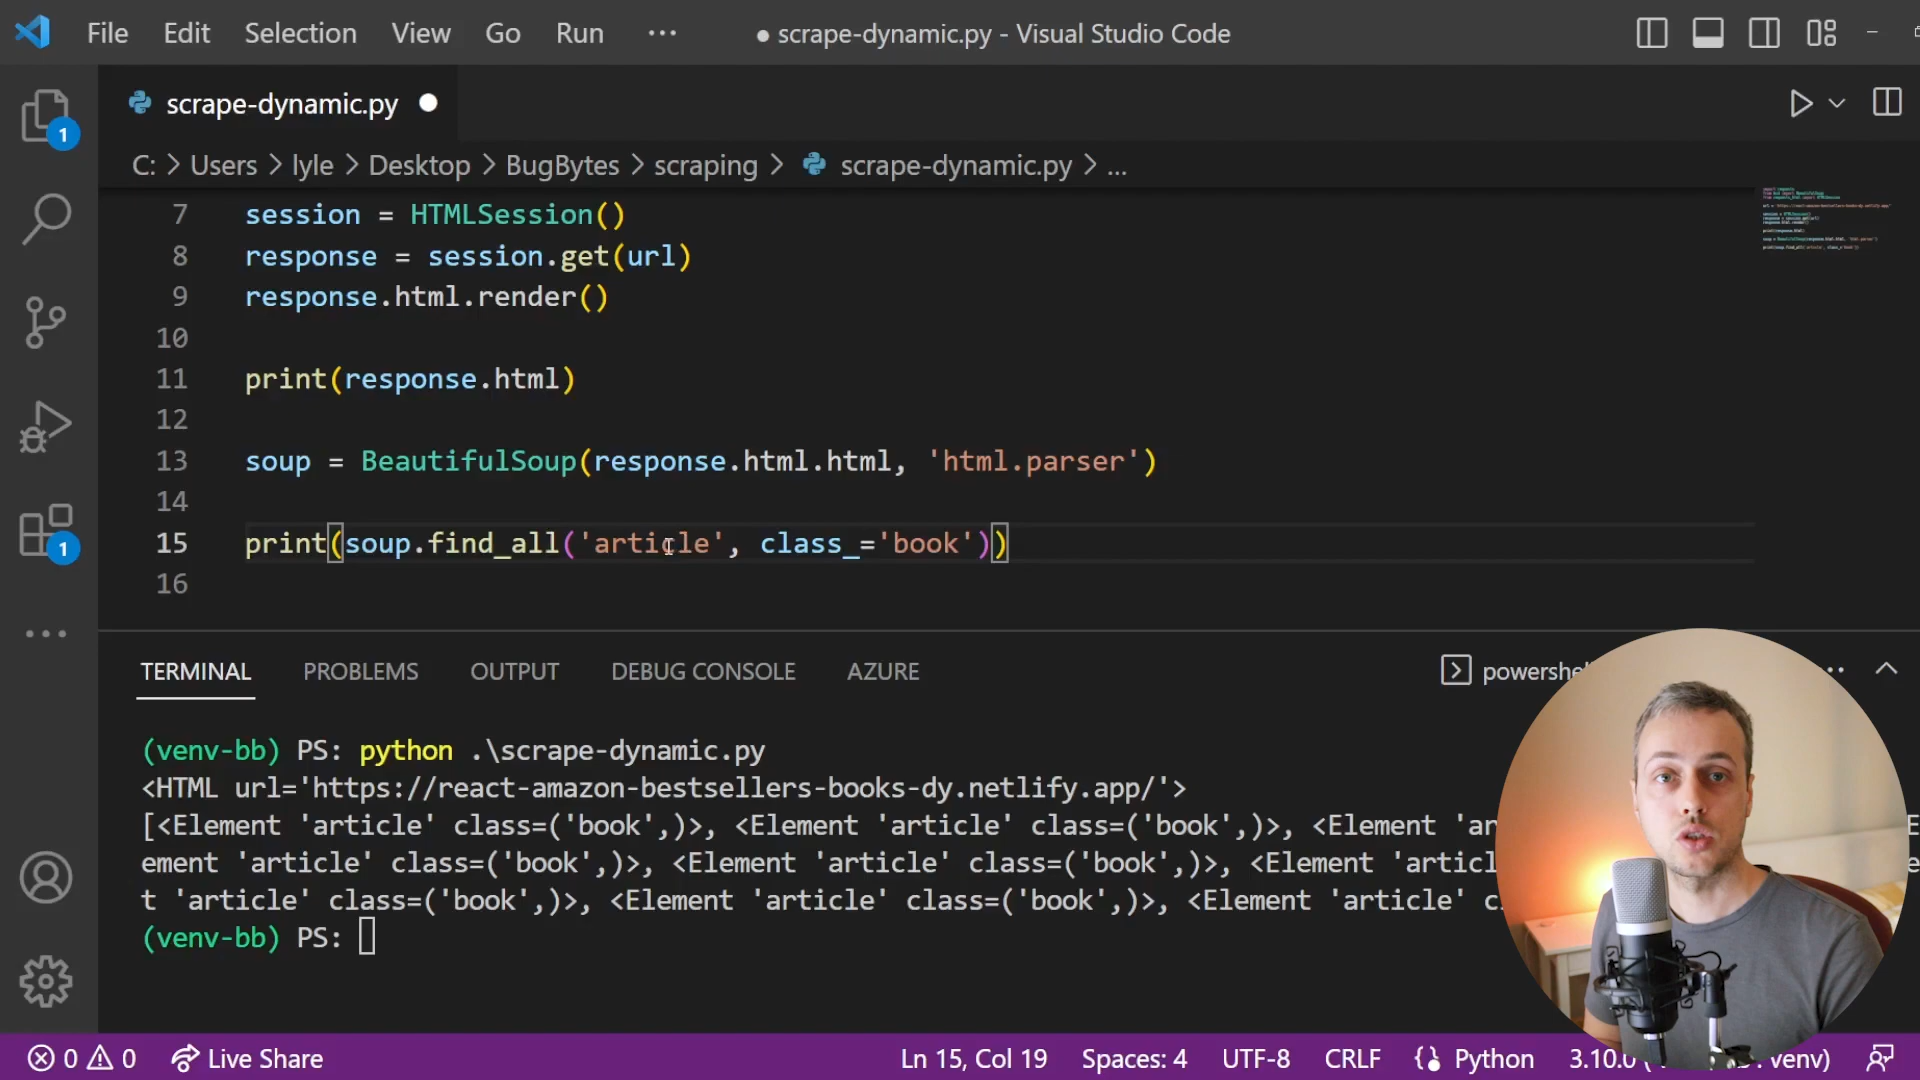 File Edit Selection View Go Run ··· ● scrape-dynamic.py - Visual Studio Code
scrape-dynamic.py
C: > Users > lyle > Desktop > BugBytes > scraping > scrape-dynamic.py > ...
7 session = HTMLSession()
8 response = session.get(url)
9 response.html.render()
10
11 print(response.html)
12
13 soup = BeautifulSoup(response.html.html, 'html.parser')
14
15 print(soup.find_all('article', class_='book'))
16
1
1
TERMINAL PROBLEMS OUTPUT DEBUG CONSOLE AZURE powershel
(venv-bb) PS: python .\scrape-dynamic.py
<HTML url='https://react-amazon-bestsellers-books-dy.netlify.app/'>
[<Element 'article' class=('book',)>, <Element 'article' class=('book',)>, <Element 'ar
ement 'article' class=('book',)>, <Element 'article' class=('book',)>, <Element 'articl
t 'article' class=('book',)>, <Element 'article' class=('book',)>, <Element 'article' c
(venv-bb) PS:
0 0 Live Share Ln 15, Col 19 Spaces: 4 UTF-8 CRLF Python 3.10.0 venv)